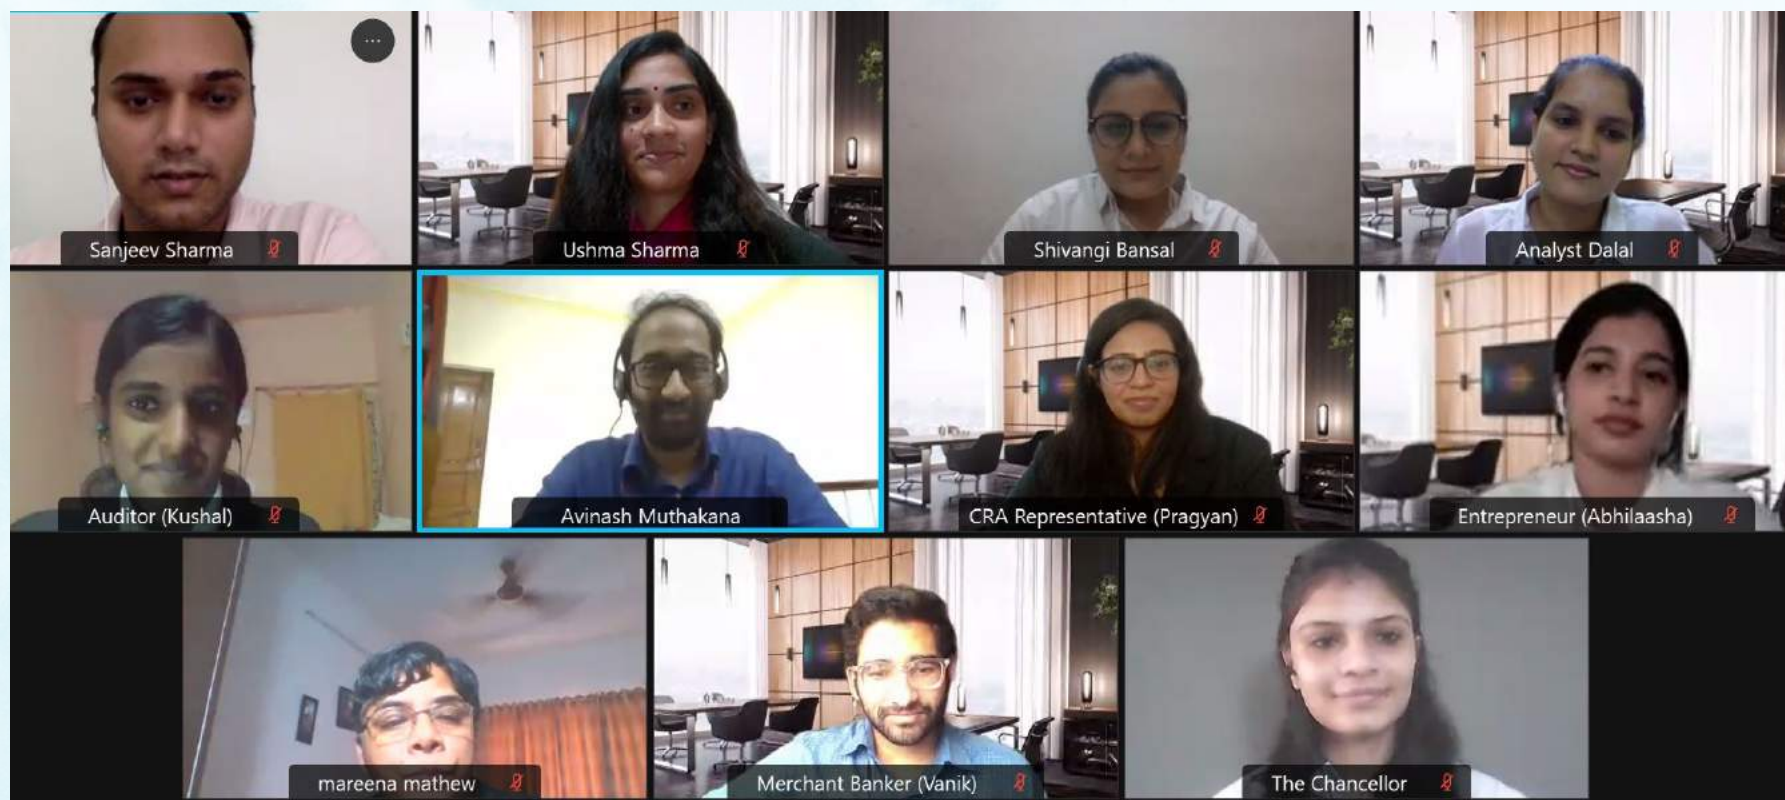 Sanjeev Sharma
Ushma Sharma
Shivangi Bansal
Analyst Dalal
Auditor (Kushal)
Avinash Muthakana
CRA Representative (Pragyan)
Entrepreneur (Abhilaasha)
mareena mathew
Merchant Banker (Vanik)
The Chancellor